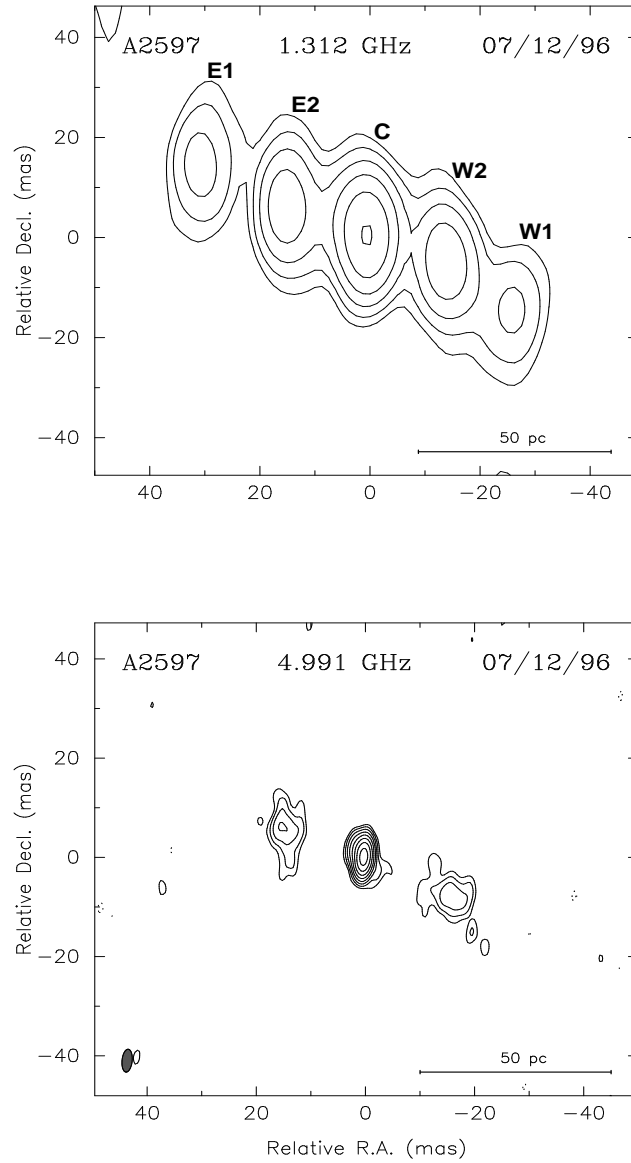 A2597 1.312 GHz 07/12/96
E1
E2
C
W2
W1
40
20
0
−20
−40
Relative Decl. (mas)
50 pc
40 20 0 −20 −40
A2597 4.991 GHz 07/12/96
40
20
0
−20
−40
Relative Decl. (mas)
50 pc
40 20 0 −20 −40
Relative R.A. (mas)